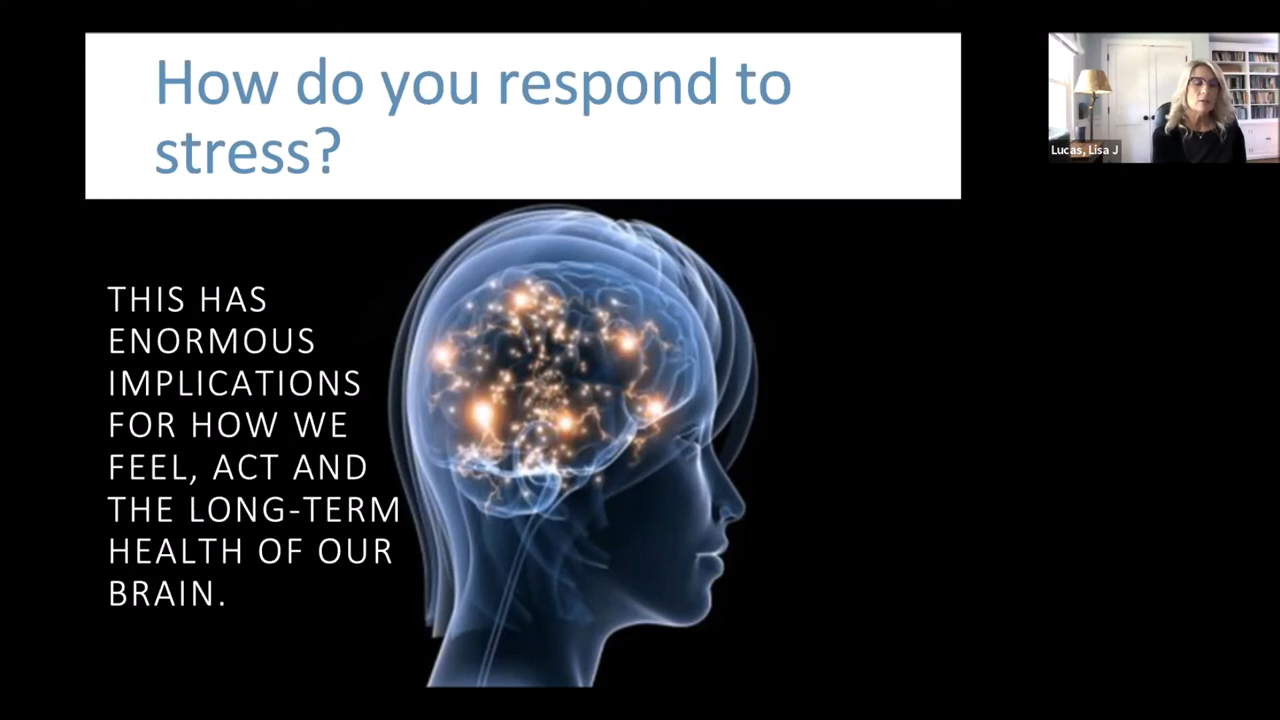 How do you respond to
stress?
Lucas, Lisa J
THIS HAS
ENORMOUS
IMPLICATIONS
FOR HOW WE
FEEL, ACT AND
THE LONG-TERM
HEALTH OF OUR
BRAIN.